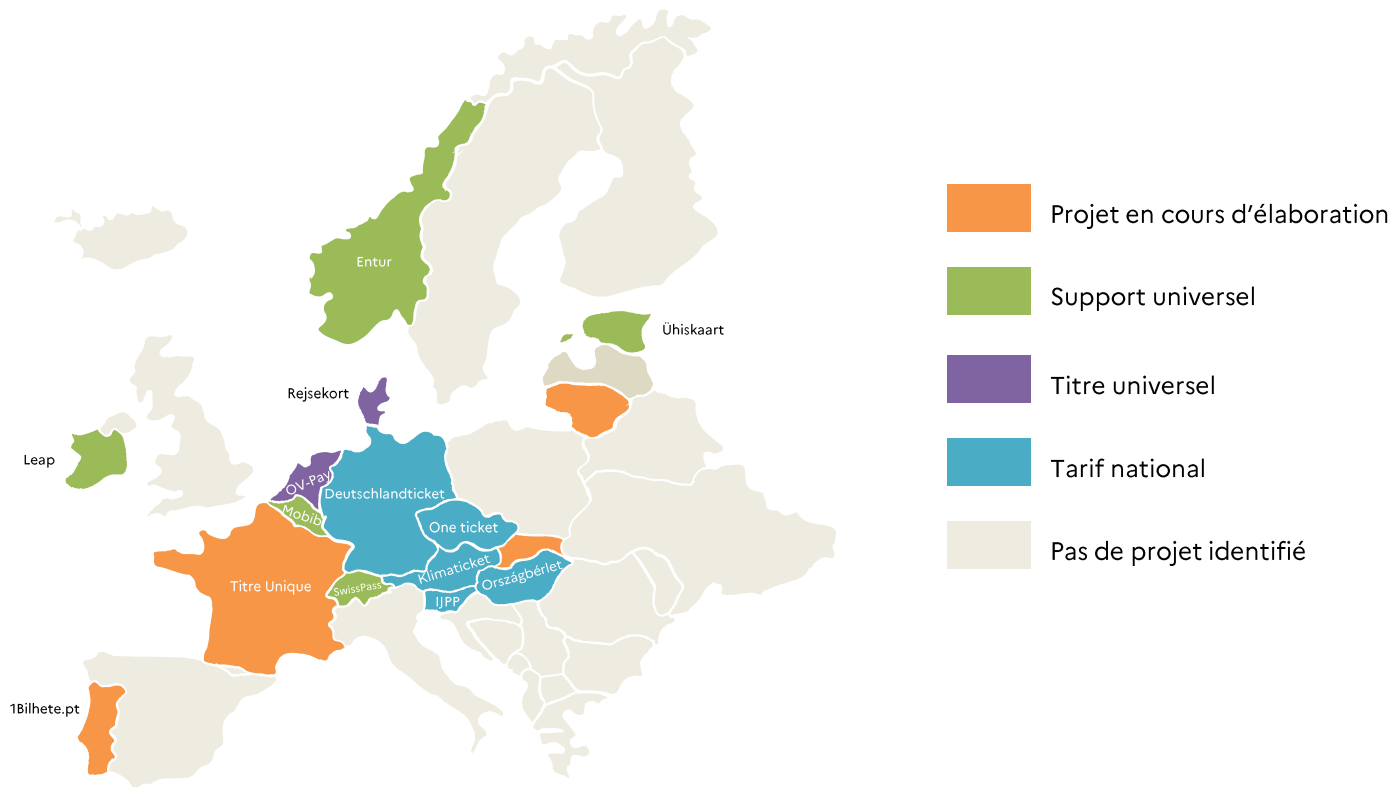 Entur
Ühiskaart
Rejsekort
Leap
OV-Pay
Deutschlandticket
Mobib
One ticket
Klimaticket
Országbérlet
Titre Unique
SwissPass
IJPP
1Bilhete.pt
Projet en cours d’élaboration
Support universel
Titre universel
Tarif national
Pas de projet identifié